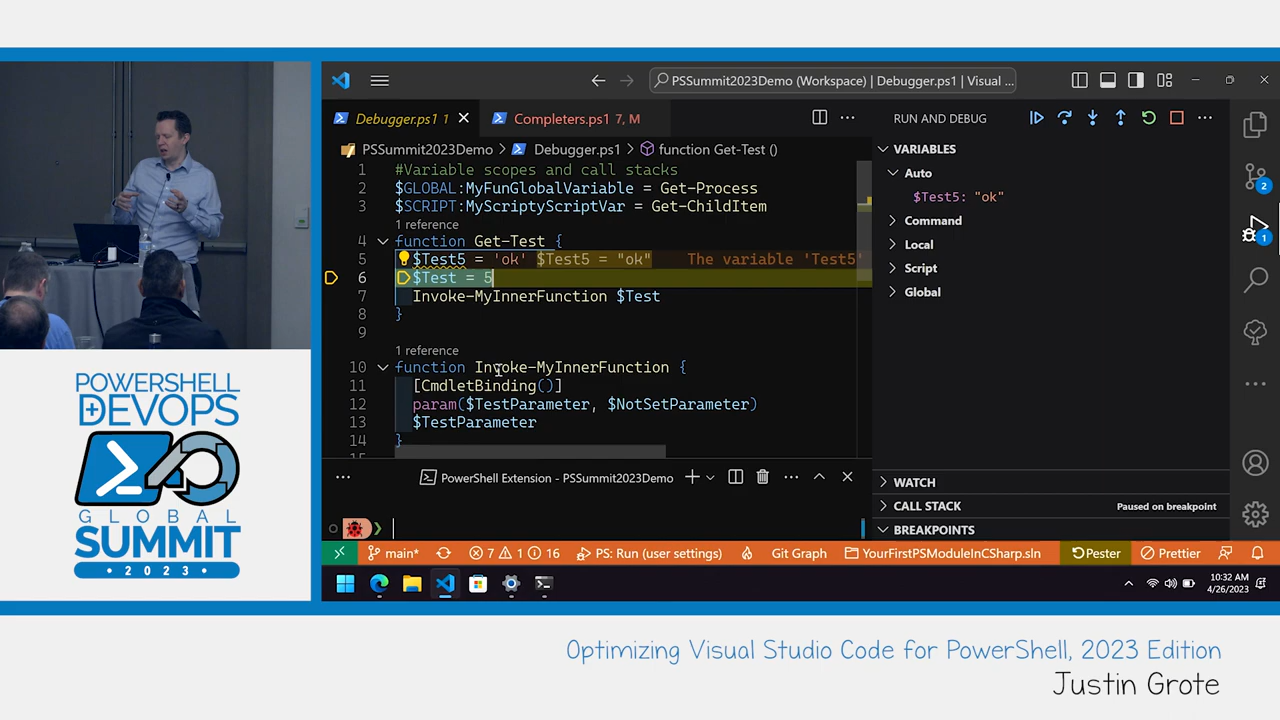 PSSummit2023Demo (Workspace) | Debugger.ps1 | Visual ...
Debugger.ps1 1
Completers.ps1 7, M
RUN AND DEBUG
PSSummit2023Demo > Debugger.ps1 > function Get-Test ()
VARIABLES
1 #Variable scopes and call stacks
Auto
2 $GLOBAL:MyFunGlobalVariable = Get-Process
$Test5: "ok"
3 $SCRIPT:MyScriptyScriptVar = Get-ChildItem
Command
1 reference
4 function Get-Test {
Local
5 $Test5 = 'ok' $Test5 = "ok" The variable 'Test5'
Script
6 $Test = 5
Global
7 Invoke-MyInnerFunction $Test
8 }
9
1 reference
10 function Invoke-MyInnerFunction {
11 [CmdletBinding()]
12 param($TestParameter, $NotSetParameter)
13 $TestParameter
14 }
PowerShell Extension - PSSummit2023Demo
WATCH
CALL STACK Paused on breakpoint
BREAKPOINTS
2
1
main* 7 1 16 PS: Run (user settings) Git Graph YourFirstPSModuleInCSharp.sln Pester Prettier
10:32 AM
4/26/2023
POWERSHELL
+DEVOPS
GLOBAL
SUMMIT
• 2023 •
Optimizing Visual Studio Code for PowerShell, 2023 Edition
Justin Grote